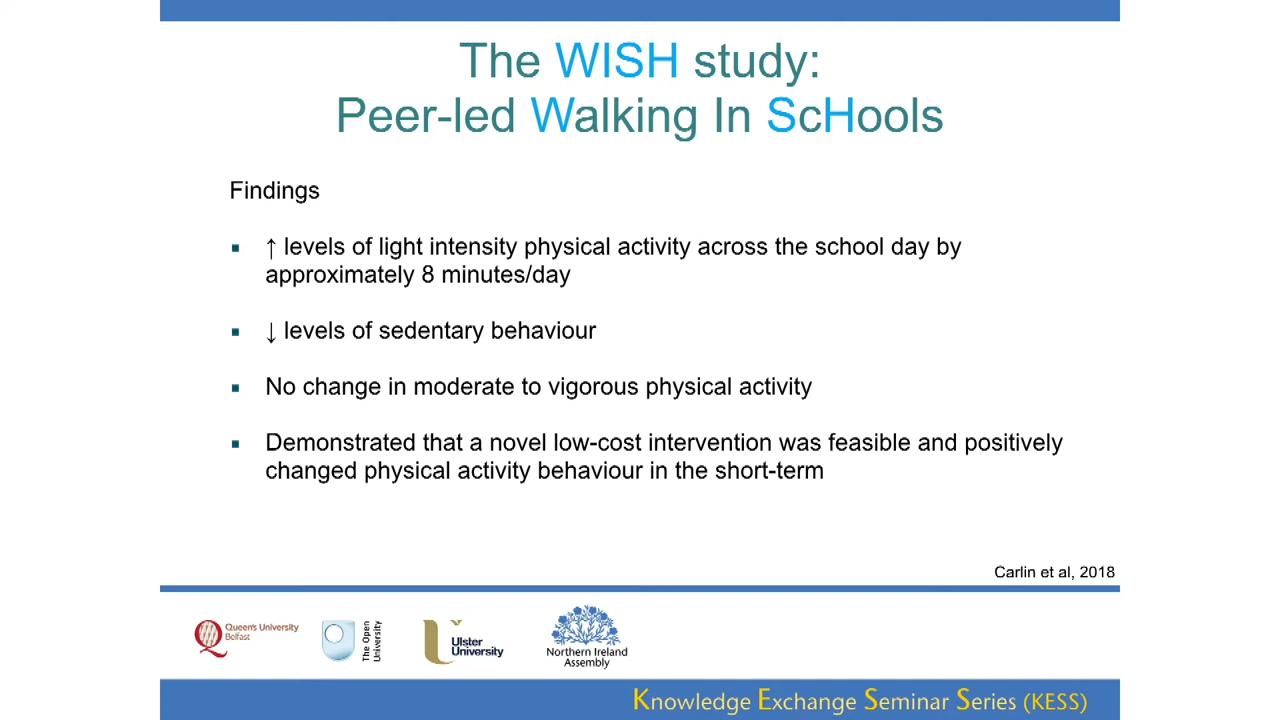 The WISH study:
Peer-led Walking In ScHools
Findings
▪ ↑ levels of light intensity physical activity across the school day by
approximately 8 minutes/day
▪ ↓ levels of sedentary behaviour
▪ No change in moderate to vigorous physical activity
▪ Demonstrated that a novel low-cost intervention was feasible and positively
changed physical activity behaviour in the short-term
Carlin et al, 2018
Queen's University
Belfast
The Open
University
Ulster
University
Northern Ireland
Assembly
Knowledge Exchange Seminar Series (KESS)